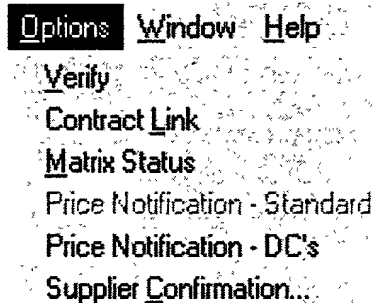 Options Window Help
Verify
Contract Link
Matrix Status
Price Notification - Standard
Price Notification - DC's
Supplier Confirmation...